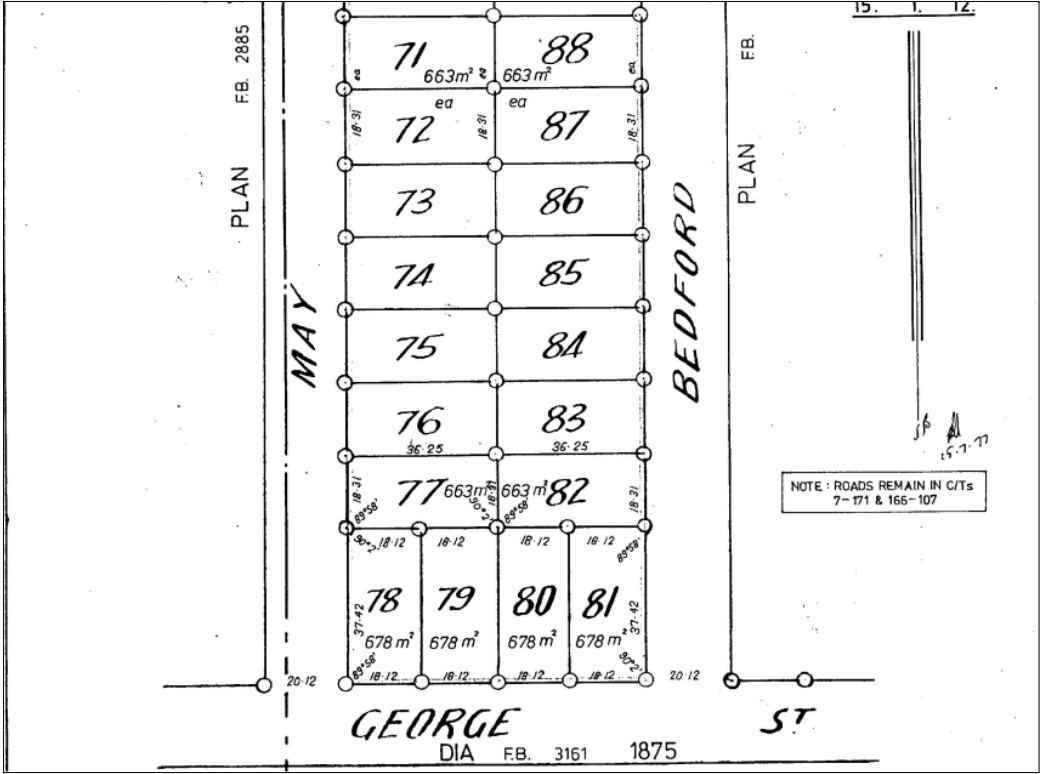 15. 1. 12.
F.B. 2885
PLAN
MAY
F.B.
PLAN
BEDFORD
71 88
ea 663m² ea 663m² ea
ea ea
18·31 72 18·31 87 18·31
73 86
74 85
75 84
76 83
36·25 36·25
18·31 77 663m² 18·31 663m² 82 18·31
89°58' 90°2' 89°58'
90°2' 18·12 18·12 18·12 18·12 89°58'
37·42 78 79 80 81 37·42
678 m² 678 m² 678 m² 678 m²
89°58' 90°2'
20·12 18·12 18·12 18·12 18·12 20·12
GEORGE ST
DIA F.B. 3161 1875
15.7.77
NOTE : ROADS REMAIN IN C/Ts
7-171 & 166-107